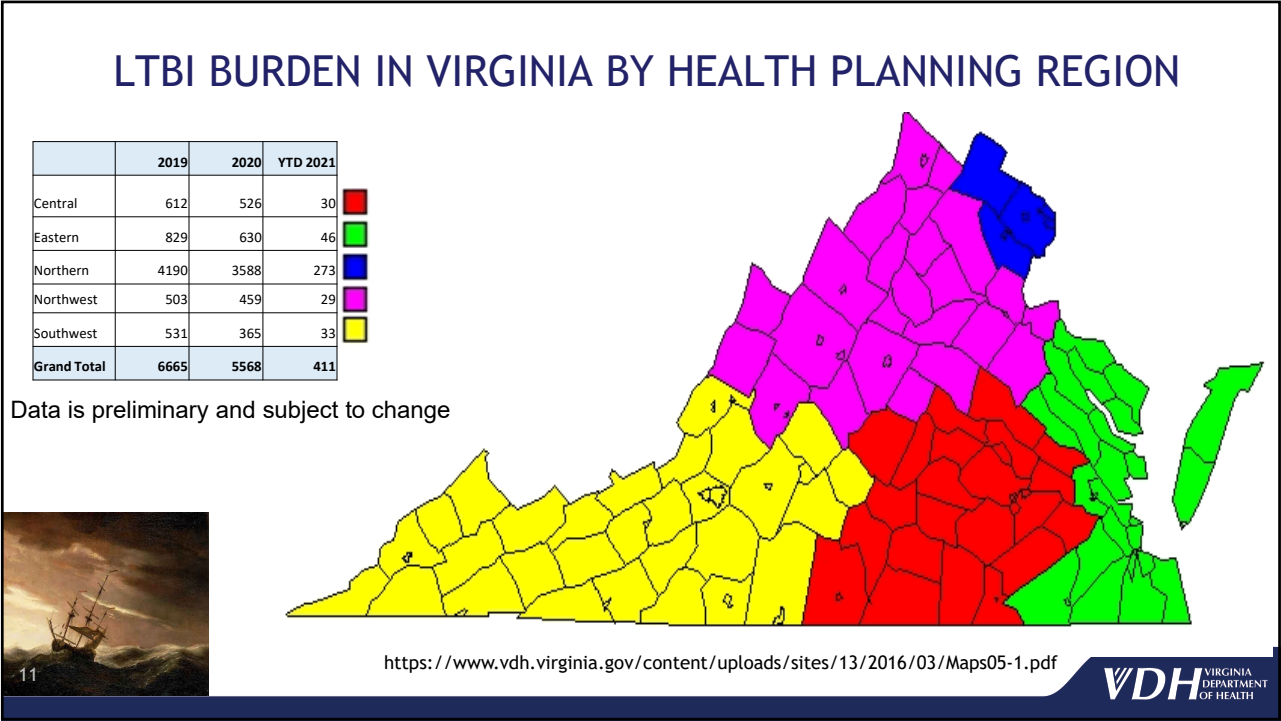 LTBI BURDEN IN VIRGINIA BY HEALTH PLANNING REGION
2019 2020 YTD 2021
Central 612 526 30
Eastern 829 630 46
Northern 4190 3588 273
Northwest 503 459 29
Southwest 531 365 33
Grand Total 6665 5568 411
Data is preliminary and subject to change
https://www.vdh.virginia.gov/content/uploads/sites/13/2016/03/Maps05-1.pdf
11
VDH VIRGINIA
DEPARTMENT
OF HEALTH